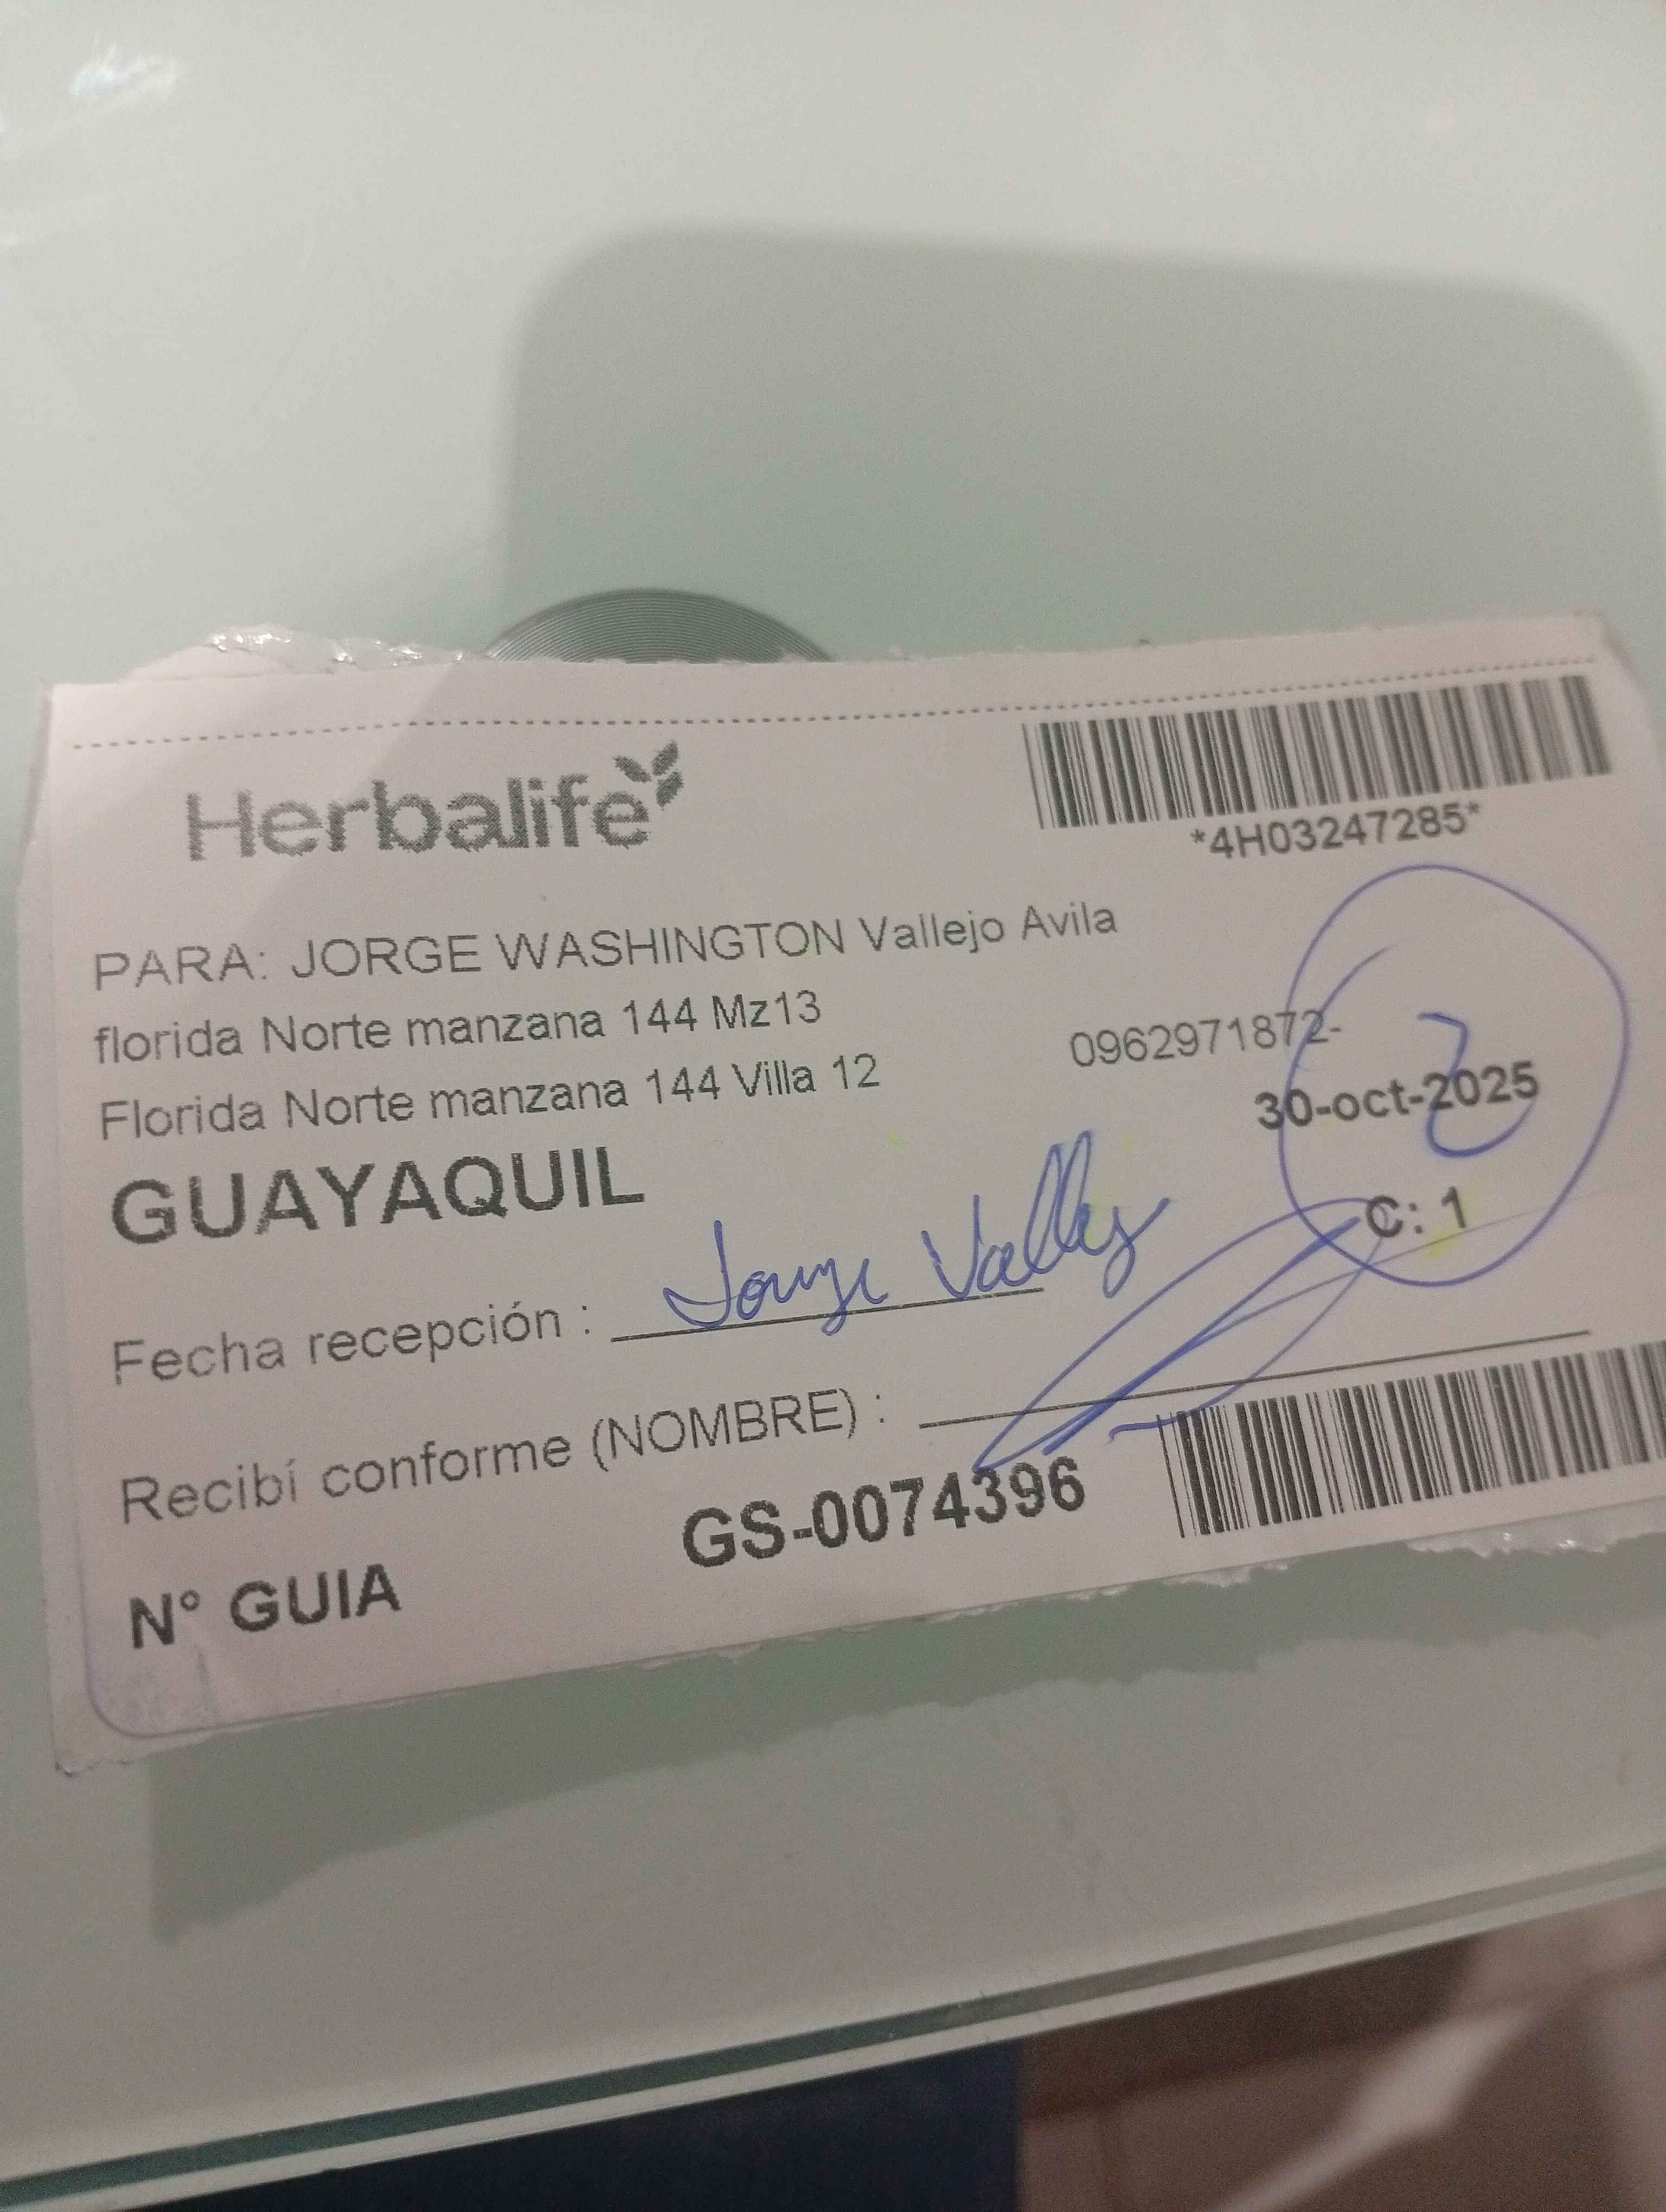 Herbalife
*4H03247285*
PARA: JORGE WASHINGTON Vallejo Avila
florida Norte manzana 144 Mz13
0962971872-
Florida Norte manzana 144 Villa 12
30-oct-2025
GUAYAQUIL
C: 1
Fecha recepción : Jorge Vallejo
Recibí conforme (NOMBRE) :
N° GUIA GS-0074396